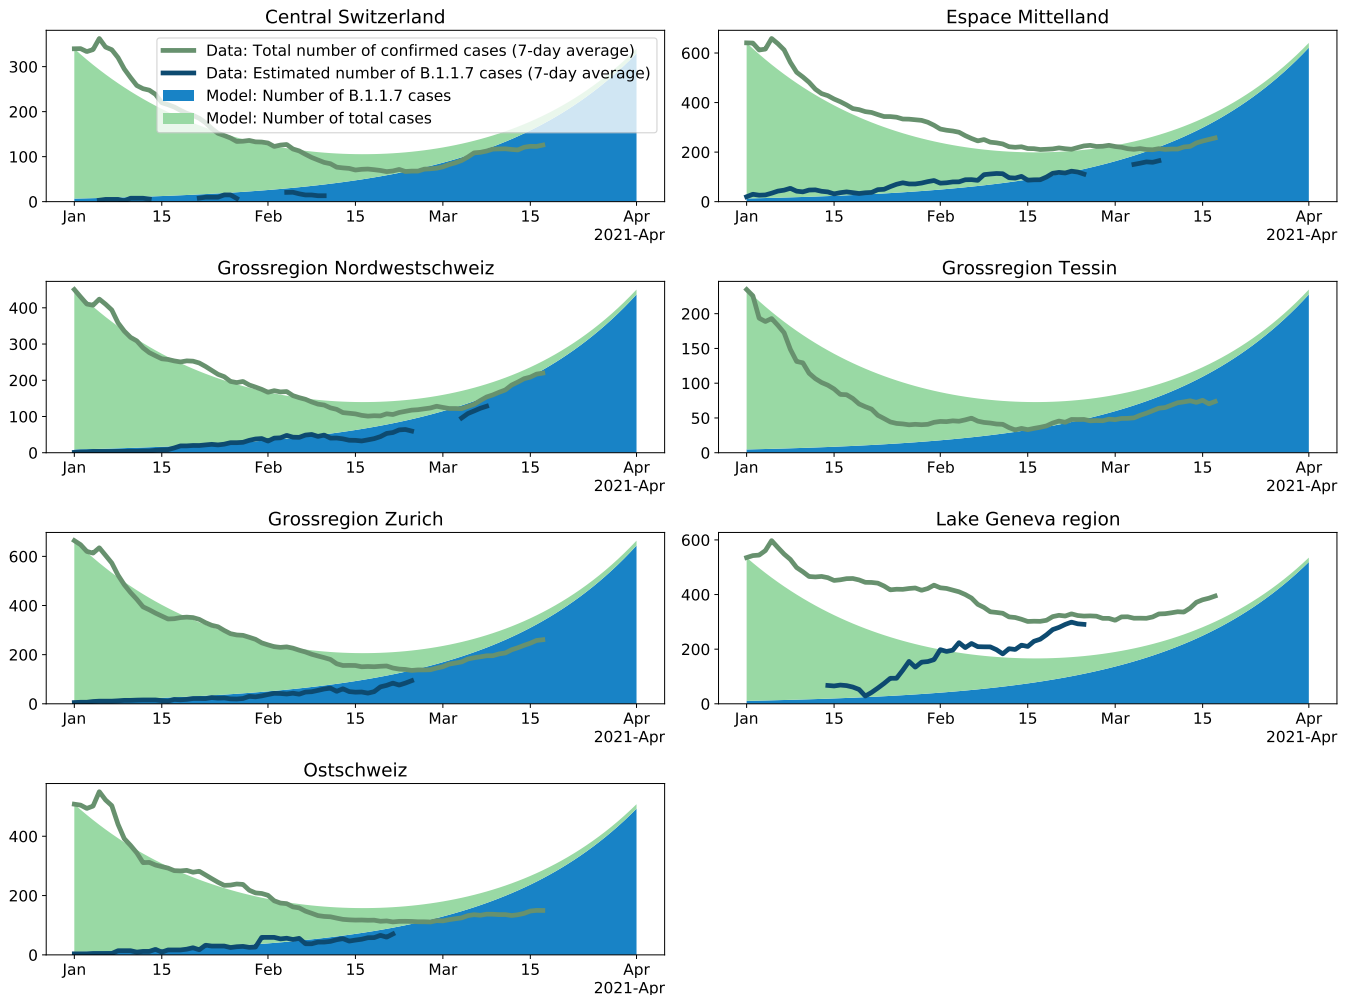 Central Switzerland
300
200
100
0
Data: Total number of confirmed cases (7-day average)
Data: Estimated number of B.1.1.7 cases (7-day average)
Model: Number of B.1.1.7 cases
Model: Number of total cases
Jan 15 Feb 15 Mar 15 Apr
2021-Apr
Espace Mittelland
600
400
200
0
Jan 15 Feb 15 Mar 15 Apr
2021-Apr
Grossregion Nordwestschweiz
400
300
200
100
0
Jan 15 Feb 15 Mar 15 Apr
2021-Apr
Grossregion Tessin
200
150
100
50
0
Jan 15 Feb 15 Mar 15 Apr
2021-Apr
Grossregion Zurich
600
400
200
0
Jan 15 Feb 15 Mar 15 Apr
2021-Apr
Lake Geneva region
600
400
200
0
Jan 15 Feb 15 Mar 15 Apr
2021-Apr
Ostschweiz
400
200
0
Jan 15 Feb 15 Mar 15 Apr
2021-Apr